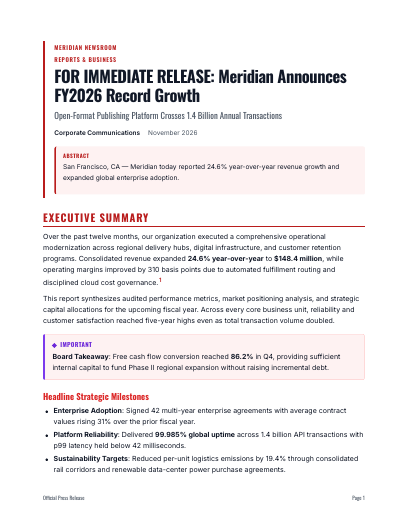 MERIDIAN NEWSROOM
REPORTS & BUSINESS
FOR IMMEDIATE RELEASE: Meridian Announces
FY2026 Record Growth
Open-Format Publishing Platform Crosses 1.4 Billion Annual Transactions
Corporate Communications November 2026
ABSTRACT
San Francisco, CA — Meridian today reported 24.6% year-over-year revenue growth and
expanded global enterprise adoption.
EXECUTIVE SUMMARY
Over the past twelve months, our organization executed a comprehensive operational
modernization across regional delivery hubs, digital infrastructure, and customer retention
programs. Consolidated revenue expanded 24.6% year-over-year to $148.4 million, while
operating margins improved by 310 basis points due to automated fulfillment routing and
disciplined cloud cost governance.¹
This report synthesizes audited performance metrics, market positioning analysis, and strategic
capital allocations for the upcoming fiscal year. Across every core business unit, reliability and
customer satisfaction reached five-year highs even as total transaction volume doubled.
◆ IMPORTANT
Board Takeaway: Free cash flow conversion reached 86.2% in Q4, providing sufficient
internal capital to fund Phase II regional expansion without raising incremental debt.
Headline Strategic Milestones
• Enterprise Adoption: Signed 42 multi-year enterprise agreements with average contract
values rising 31% over the prior fiscal year.
• Platform Reliability: Delivered 99.985% global uptime across 1.4 billion API transactions with
p99 latency held below 42 milliseconds.
• Sustainability Targets: Reduced per-unit logistics emissions by 19.4% through consolidated
rail corridors and renewable data-center power purchase agreements.
Official Press Release Page 1